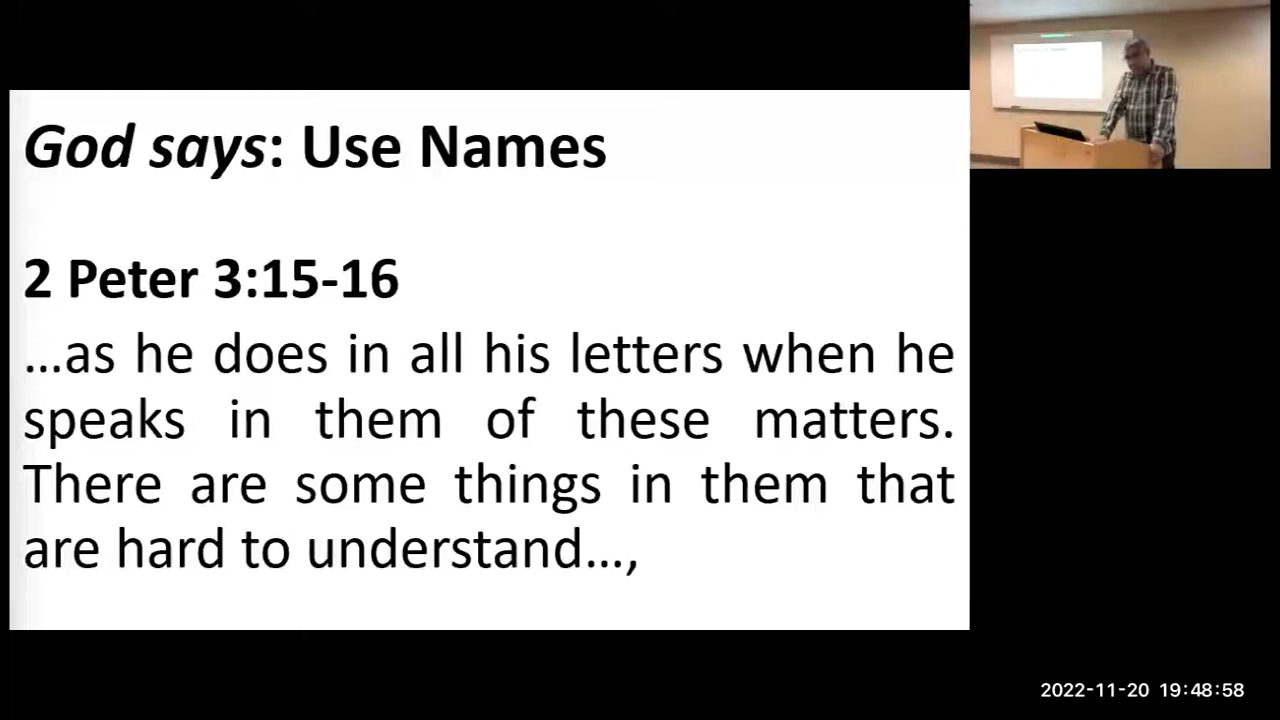 God says: Use Names
2 Peter 3:15-16
...as he does in all his letters when he
speaks in them of these matters.
There are some things in them that
are hard to understand...,
2022-11-20 19:48:58